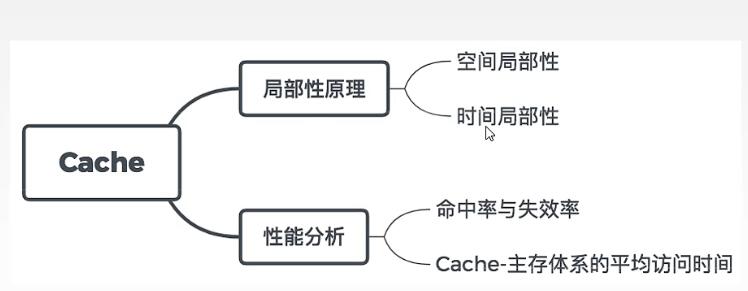 Cache
局部性原理
空间局部性
时间局部性
性能分析
命中率与失效率
Cache-主存体系的平均访问时间